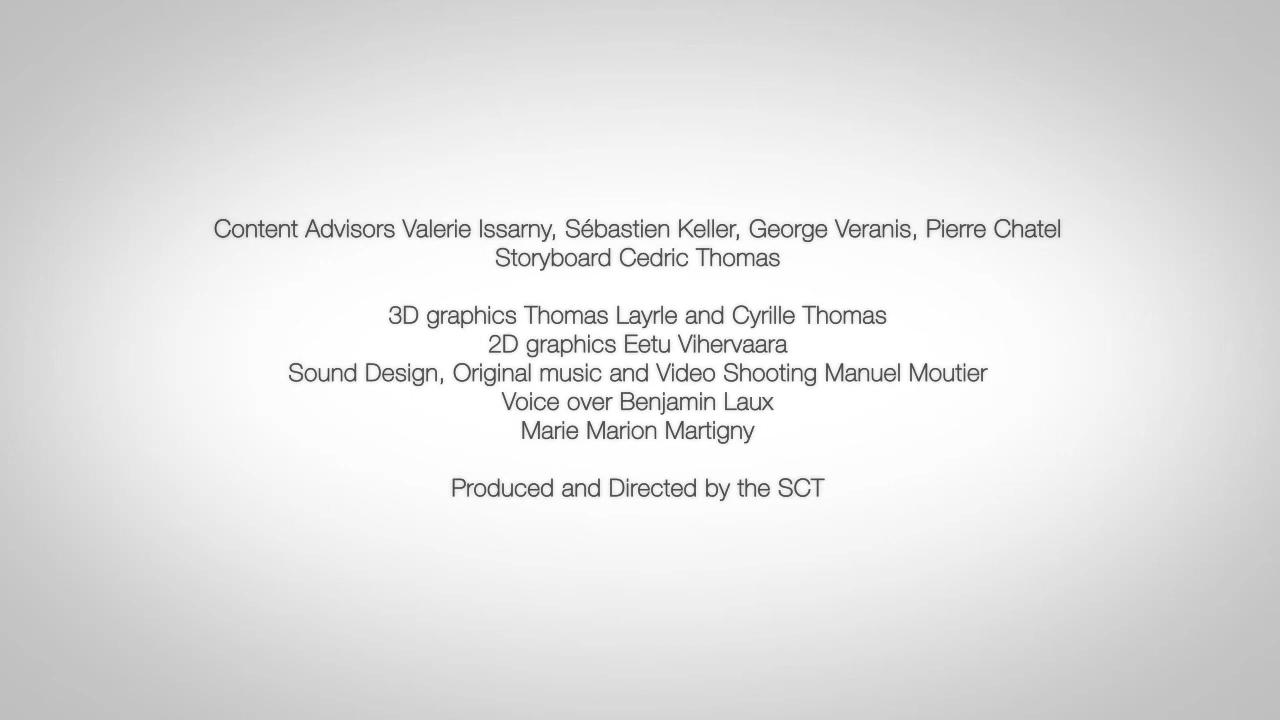 Content Advisors Valerie Issarny, Sébastien Keller, George Veranis, Pierre Chatel
Storyboard Cedric Thomas
3D graphics Thomas Layrle and Cyrille Thomas
2D graphics Eetu Vihervaara
Sound Design, Original music and Video Shooting Manuel Moutier
Voice over Benjamin Laux
Marie Marion Martigny
Produced and Directed by the SCT